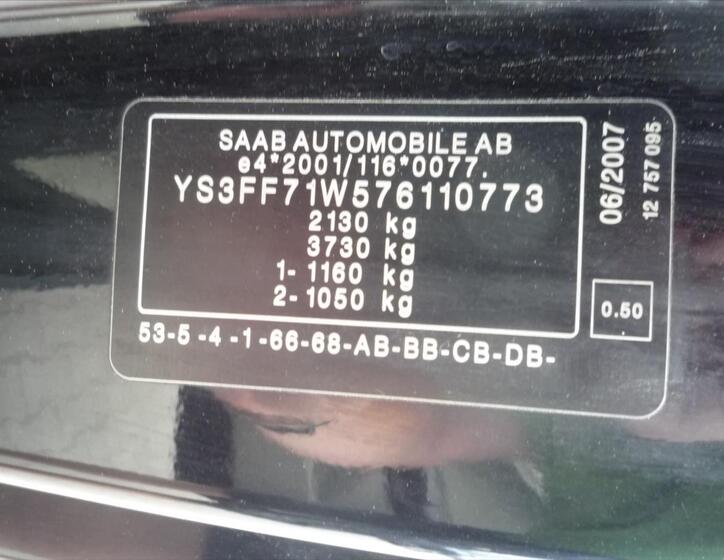 SAAB AUTOMOBILE AB
e4*2001/116*0077.
YS3FF71W576110773
2130 kg
3730 kg
1- 1160 kg
2- 1050 kg
53-5-4-1-66-68-AB-BB-CB-DB-
06/2007
12 757 095
0.50